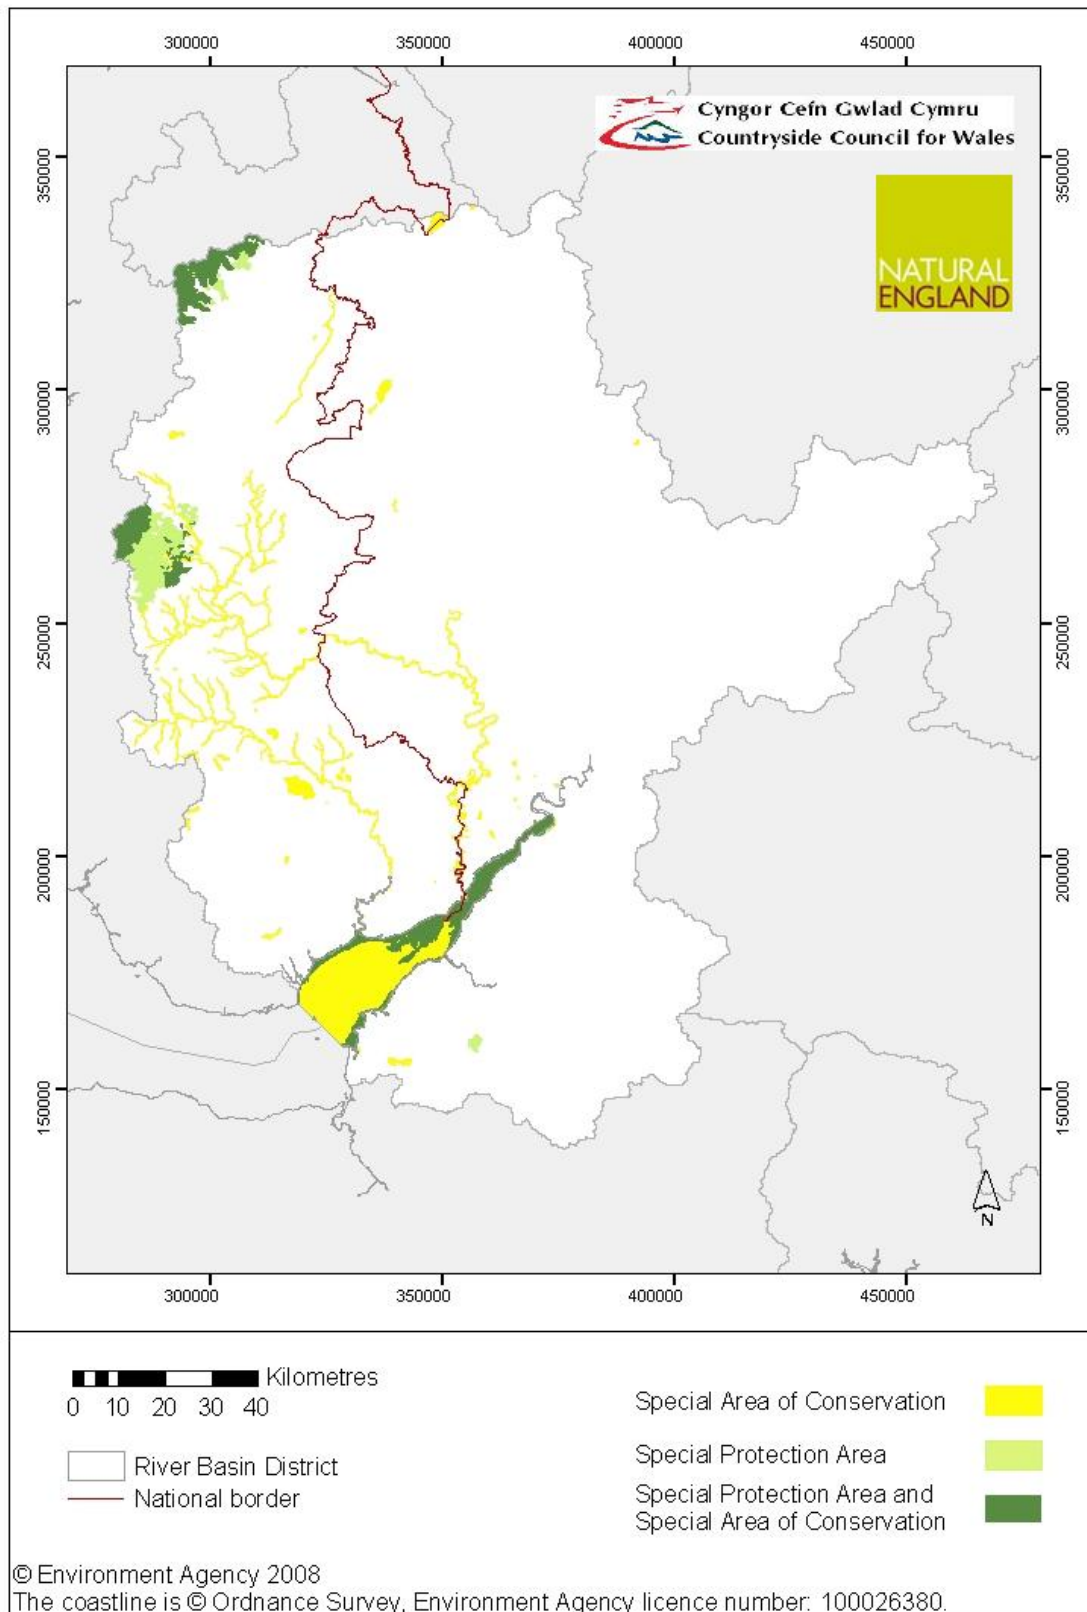 300000 350000 400000 450000
Cyngor Cefn Gwlad Cymru
Countryside Council for Wales
350000 350000
NATURAL
ENGLAND
300000 300000
250000 250000
200000 200000
150000 150000
N
300000 350000 400000 450000
Kilometres
0 10 20 30 40
River Basin District
National border
Special Area of Conservation
Special Protection Area
Special Protection Area and
Special Area of Conservation
© Environment Agency 2008
The coastline is © Ordnance Survey, Environment Agency licence number: 100026380.